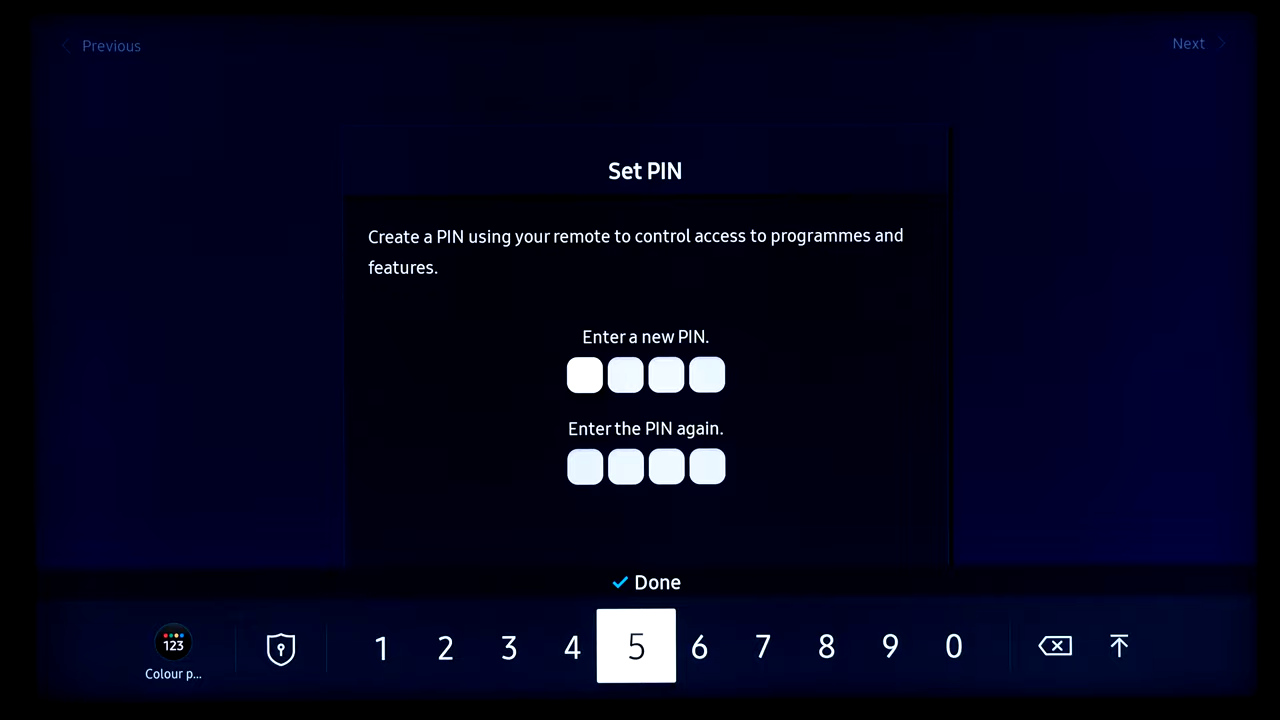 Previous
Next
Set PIN
Create a PIN using your remote to control access to programmes and
features.
Enter a new PIN.
Enter the PIN again.
Done
123
Colour p...
1 2 3 4 5 6 7 8 9 0